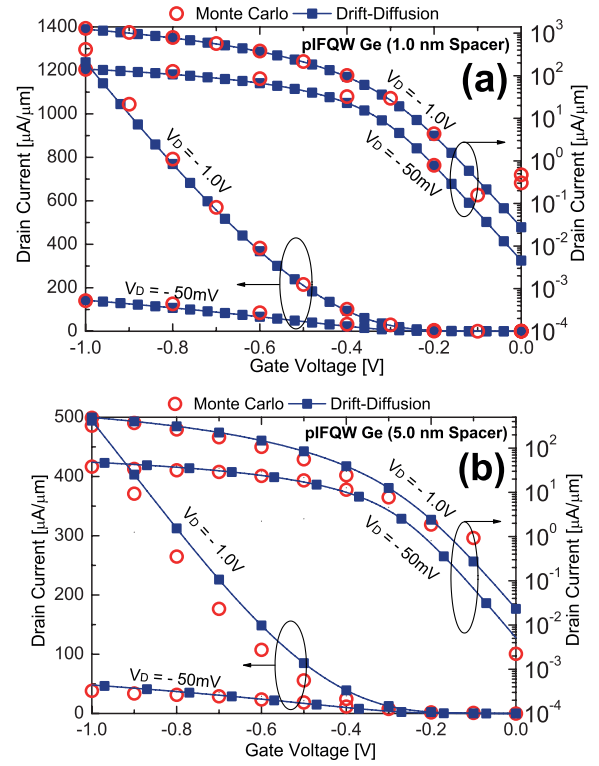 Monte Carlo Drift-Diffusion
pIFQW Ge (1.0 nm Spacer)
(a)
1400
1200
1000
800
600
400
200
0
Drain Current [µA/µm]
V_D = - 1.0V
V_D = - 50mV
V_D = - 1.0V
V_D = - 50mV
10^3
10^2
10^1
10^0
10^-1
10^-2
10^-3
10^-4
Drain Current [µA/µm]
-1.0 -0.8 -0.6 -0.4 -0.2 0.0
Gate Voltage [V]
Monte Carlo Drift-Diffusion
pIFQW Ge (5.0 nm Spacer)
(b)
500
400
300
200
100
0
Drain Current [µA/µm]
V_D = - 1.0V
V_D = - 50mV
V_D = - 1.0V
V_D = - 50mV
10^2
10^1
10^0
10^-1
10^-2
10^-3
10^-4
Drain Current [µA/µm]
-1.0 -0.8 -0.6 -0.4 -0.2 0.0
Gate Voltage [V]